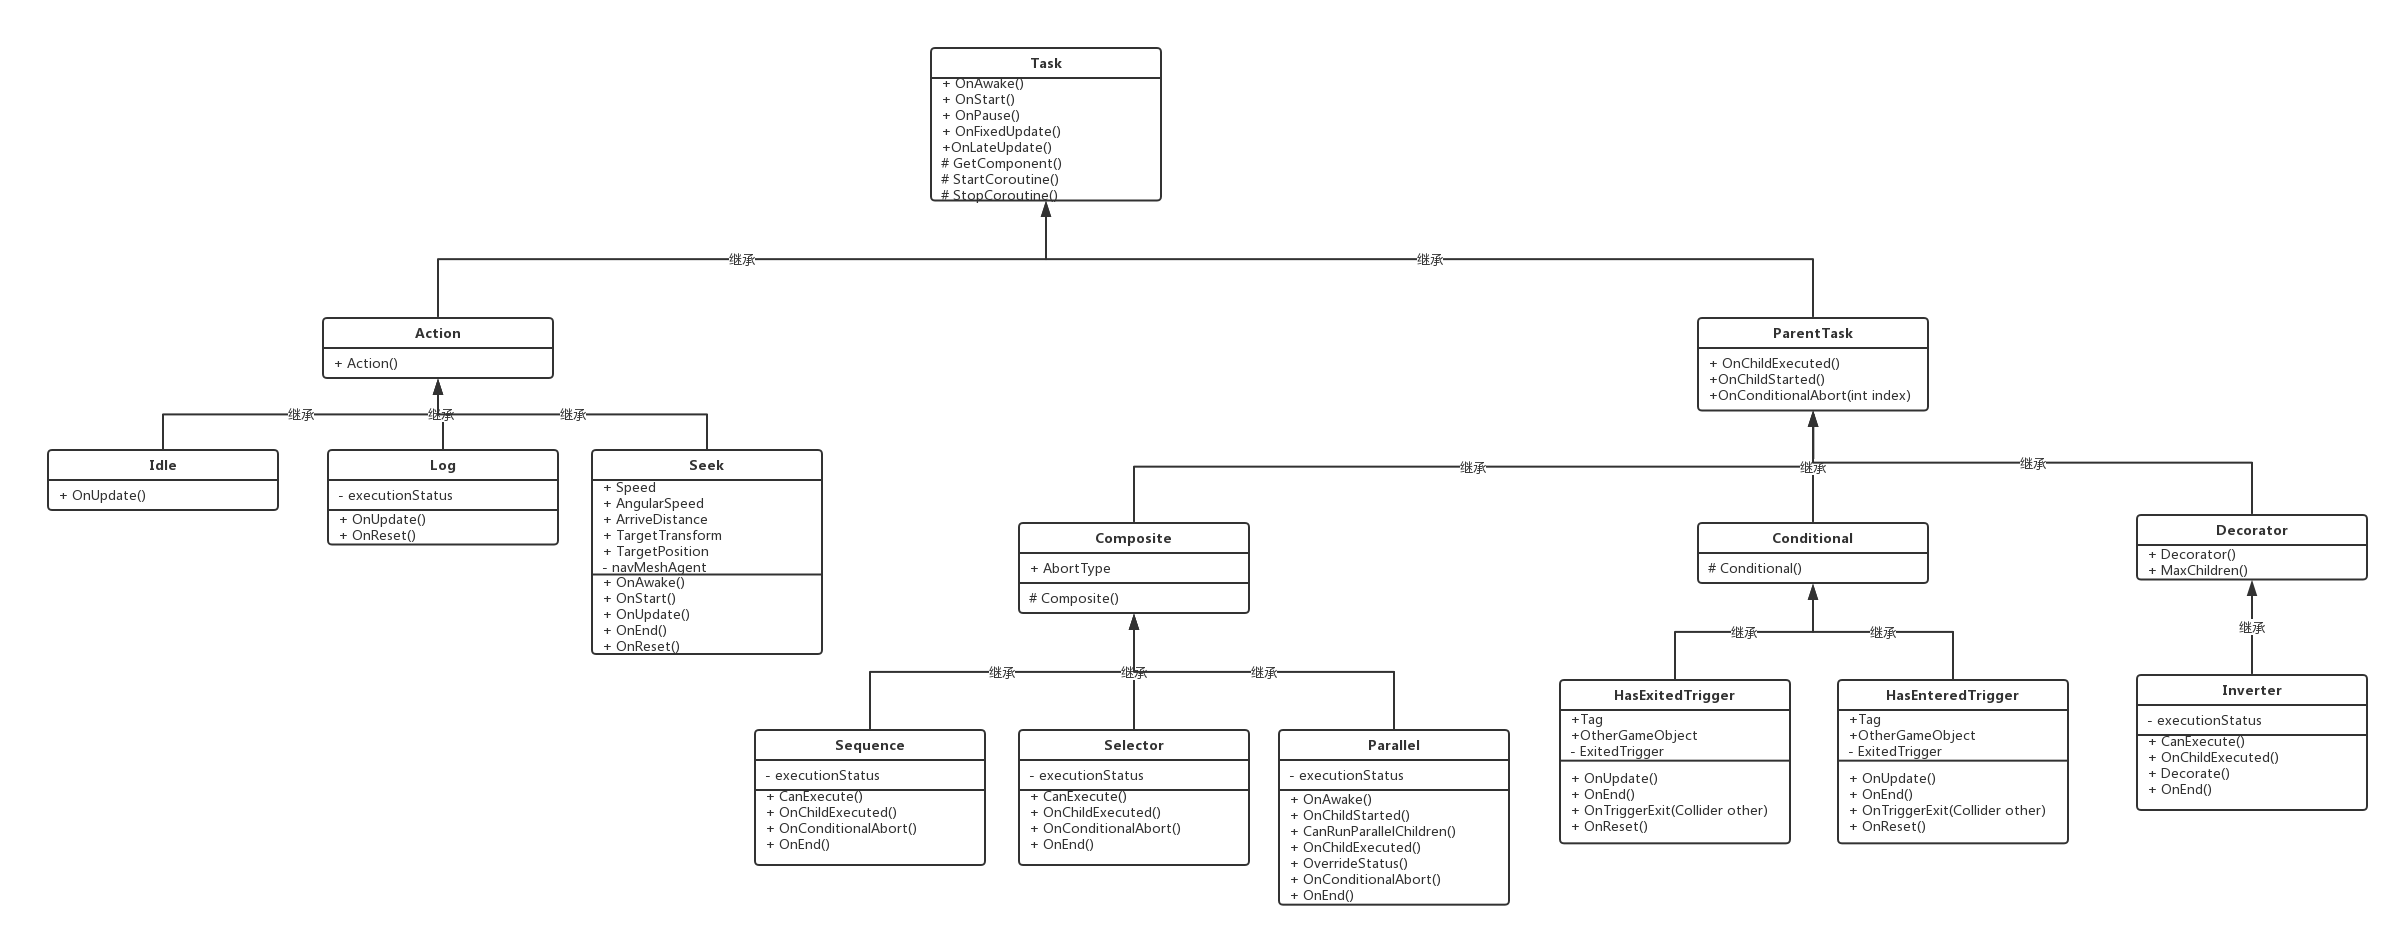 Task
+ OnAwake()
+ OnStart()
+ OnPause()
+ OnFixedUpdate()
+OnLateUpdate()
# GetComponent()
# StartCoroutine()
# StopCoroutine()
继承
继承
Action
+ Action()
ParentTask
+ OnChildExecuted()
+OnChildStarted()
+OnConditionalAbort(int index)
继承
继承
继承
Idle
+ OnUpdate()
Log
- executionStatus
+ OnUpdate()
+ OnReset()
Seek
+ Speed
+ AngularSpeed
+ ArriveDistance
+ TargetTransform
+ TargetPosition
- navMeshAgent
+ OnAwake()
+ OnStart()
+ OnUpdate()
+ OnEnd()
+ OnReset()
继承
继承
继承
Composite
+ AbortType
# Composite()
Conditional
# Conditional()
Decorator
+ Decorator()
+ MaxChildren()
继承
继承
继承
继承
继承
继承
Sequence
- executionStatus
+ CanExecute()
+ OnChildExecuted()
+ OnConditionalAbort()
+ OnEnd()
Selector
- executionStatus
+ CanExecute()
+ OnChildExecuted()
+ OnConditionalAbort()
+ OnEnd()
Parallel
- executionStatus
+ OnAwake()
+ OnChildStarted()
+ CanRunParallelChildren()
+ OnChildExecuted()
+ OverrideStatus()
+ OnConditionalAbort()
+ OnEnd()
HasExitedTrigger
+Tag
+OtherGameObject
- ExitedTrigger
+ OnUpdate()
+ OnEnd()
+ OnTriggerExit(Collider other)
+ OnReset()
HasEnteredTrigger
+Tag
+OtherGameObject
- ExitedTrigger
+ OnUpdate()
+ OnEnd()
+ OnTriggerExit(Collider other)
+ OnReset()
Inverter
- executionStatus
+ CanExecute()
+ OnChildExecuted()
+ Decorate()
+ OnEnd()